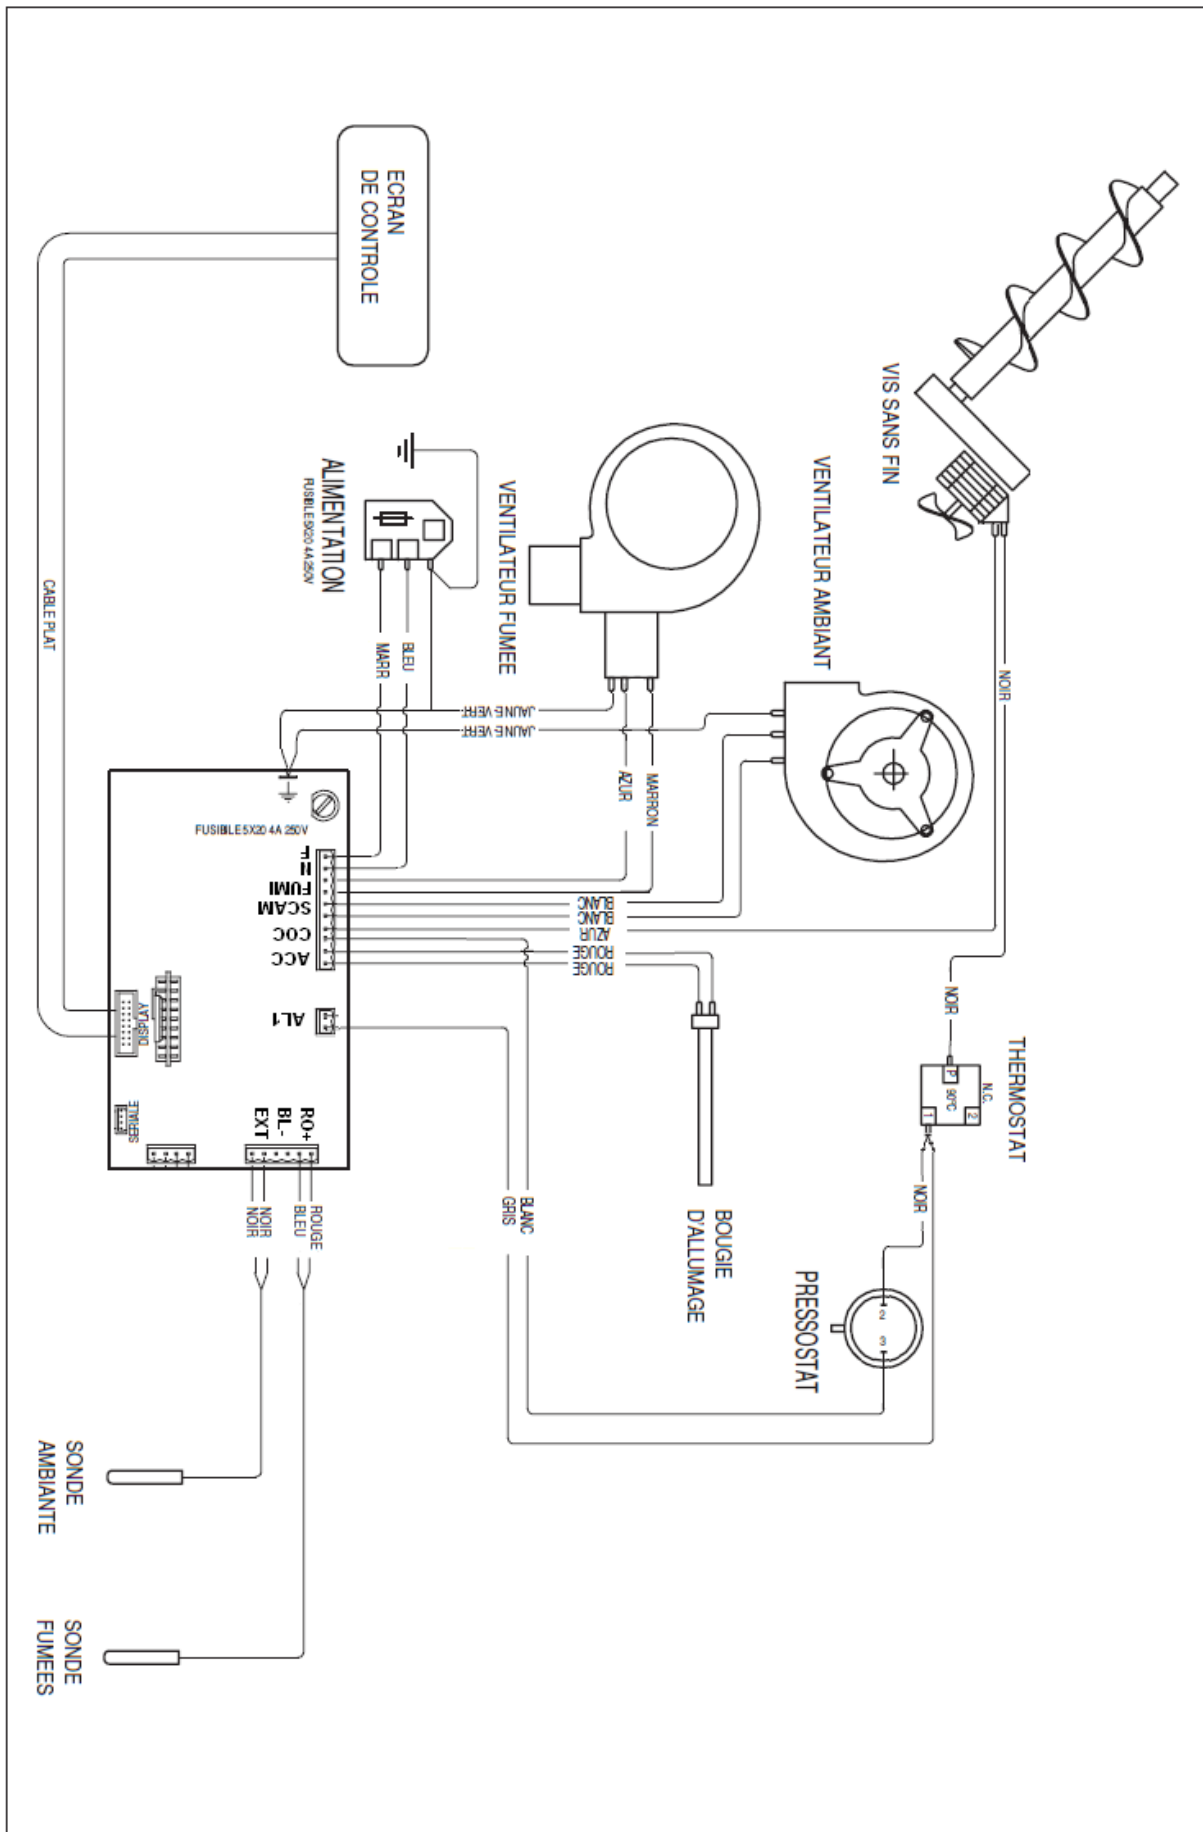 ECRAN
DE CONTROLE
CABLE PLAT
ALIMENTATION
FUSIBLE 5X20 4A 250V
MARR
BLEU
VENTILATEUR FUMEE
JAUNE-VERT
JAUNE-VERT
AZUR
MARRON
VENTILATEUR AMBIANT
VIS SANS FIN
NOIR
NOIR
THERMOSTAT
N.C.
90°C
P
1
2
NOIR
PRESSOSTAT
2
3
BOUGIE
D'ALLUMAGE
BLANC
BLANC
AZUR
ROUGE
ROUGE
BLANC
GRIS
FUSIBILE 5X20 4A 250V
F
N
FUMI
SCAM
COC
ACC
AL1
DISPLAY
SERIALE
RO+
BL-
EXT
ROUGE
BLEU
NOIR
NOIR
SONDE
AMBIANTE
SONDE
FUMEES